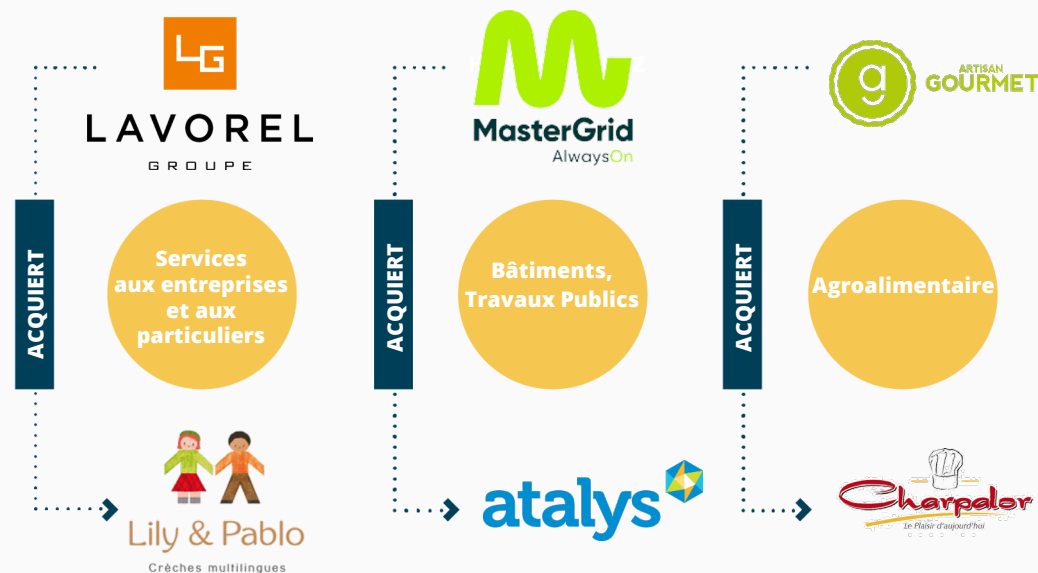 LG
LAVOREL
GROUPE
ACQUIERT
Services
aux entreprises
et aux
particuliers
Lily & Pablo
Crèches multilingues
MasterGrid
AlwaysOn
ACQUIERT
Bâtiments,
Travaux Publics
atalys
g
ARTISAN
GOURMET
ACQUIERT
Agroalimentaire
Charpalor
Le Plaisir d'aujourd'hui